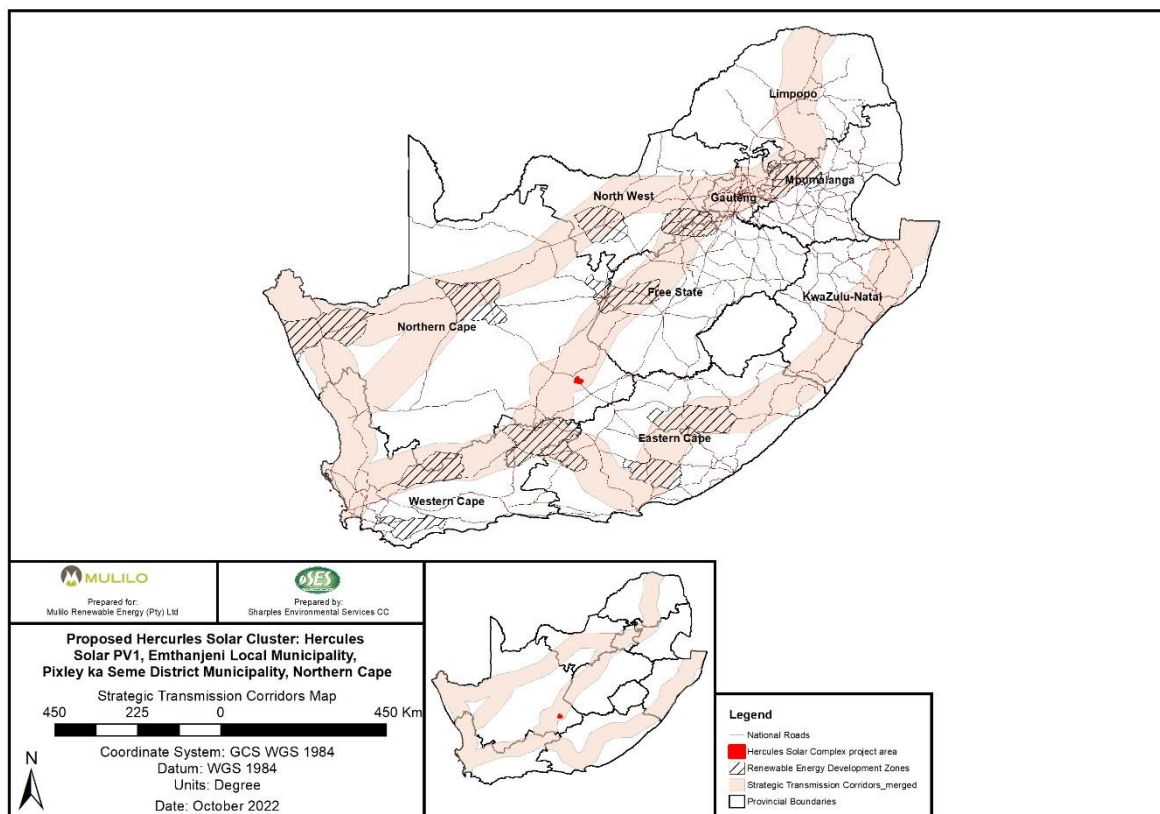 Limpopo
Mpumalanga
North West
Gauteng
Free State
KwaZulu-Natal
Northern Cape
Eastern Cape
Western Cape
MULILO
Prepared for:
Mulilo Renewable Energy (Pty) Ltd
SES
Prepared by:
Sharples Environmental Services CC
Proposed Hercurles Solar Cluster: Hercules
Solar PV1, Emthanjeni Local Municipality,
Pixley ka Seme District Municipality, Northern Cape
Strategic Transmission Corridors Map
450 225 0 450 Km
N
Coordinate System: GCS WGS 1984
Datum: WGS 1984
Units: Degree
Date: October 2022
Legend
National Roads
Hercules Solar Complex project area
Renewable Energy Development Zones
Strategic Transmission Corridors_merged
Provincial Boundaries